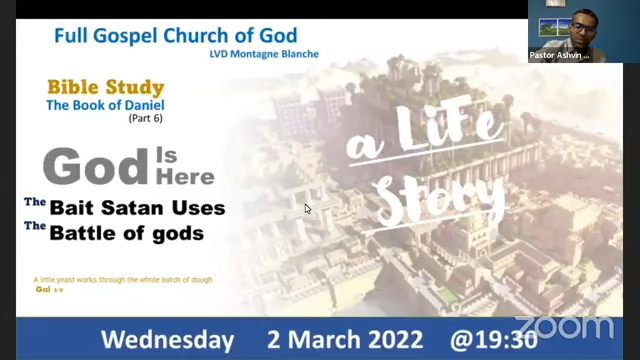 Full Gospel Church of God
LVD Montagne Blanche
Pastor Ashvin ...
Bible Study
The Book of Daniel
(Part 6)
God Is Here
The Bait Satan Uses
The Battle of gods
a LiFe
Story
A little yeast works through the whole batch of dough
Gal 5:9
Wednesday 2 March 2022 @19:30
zoom